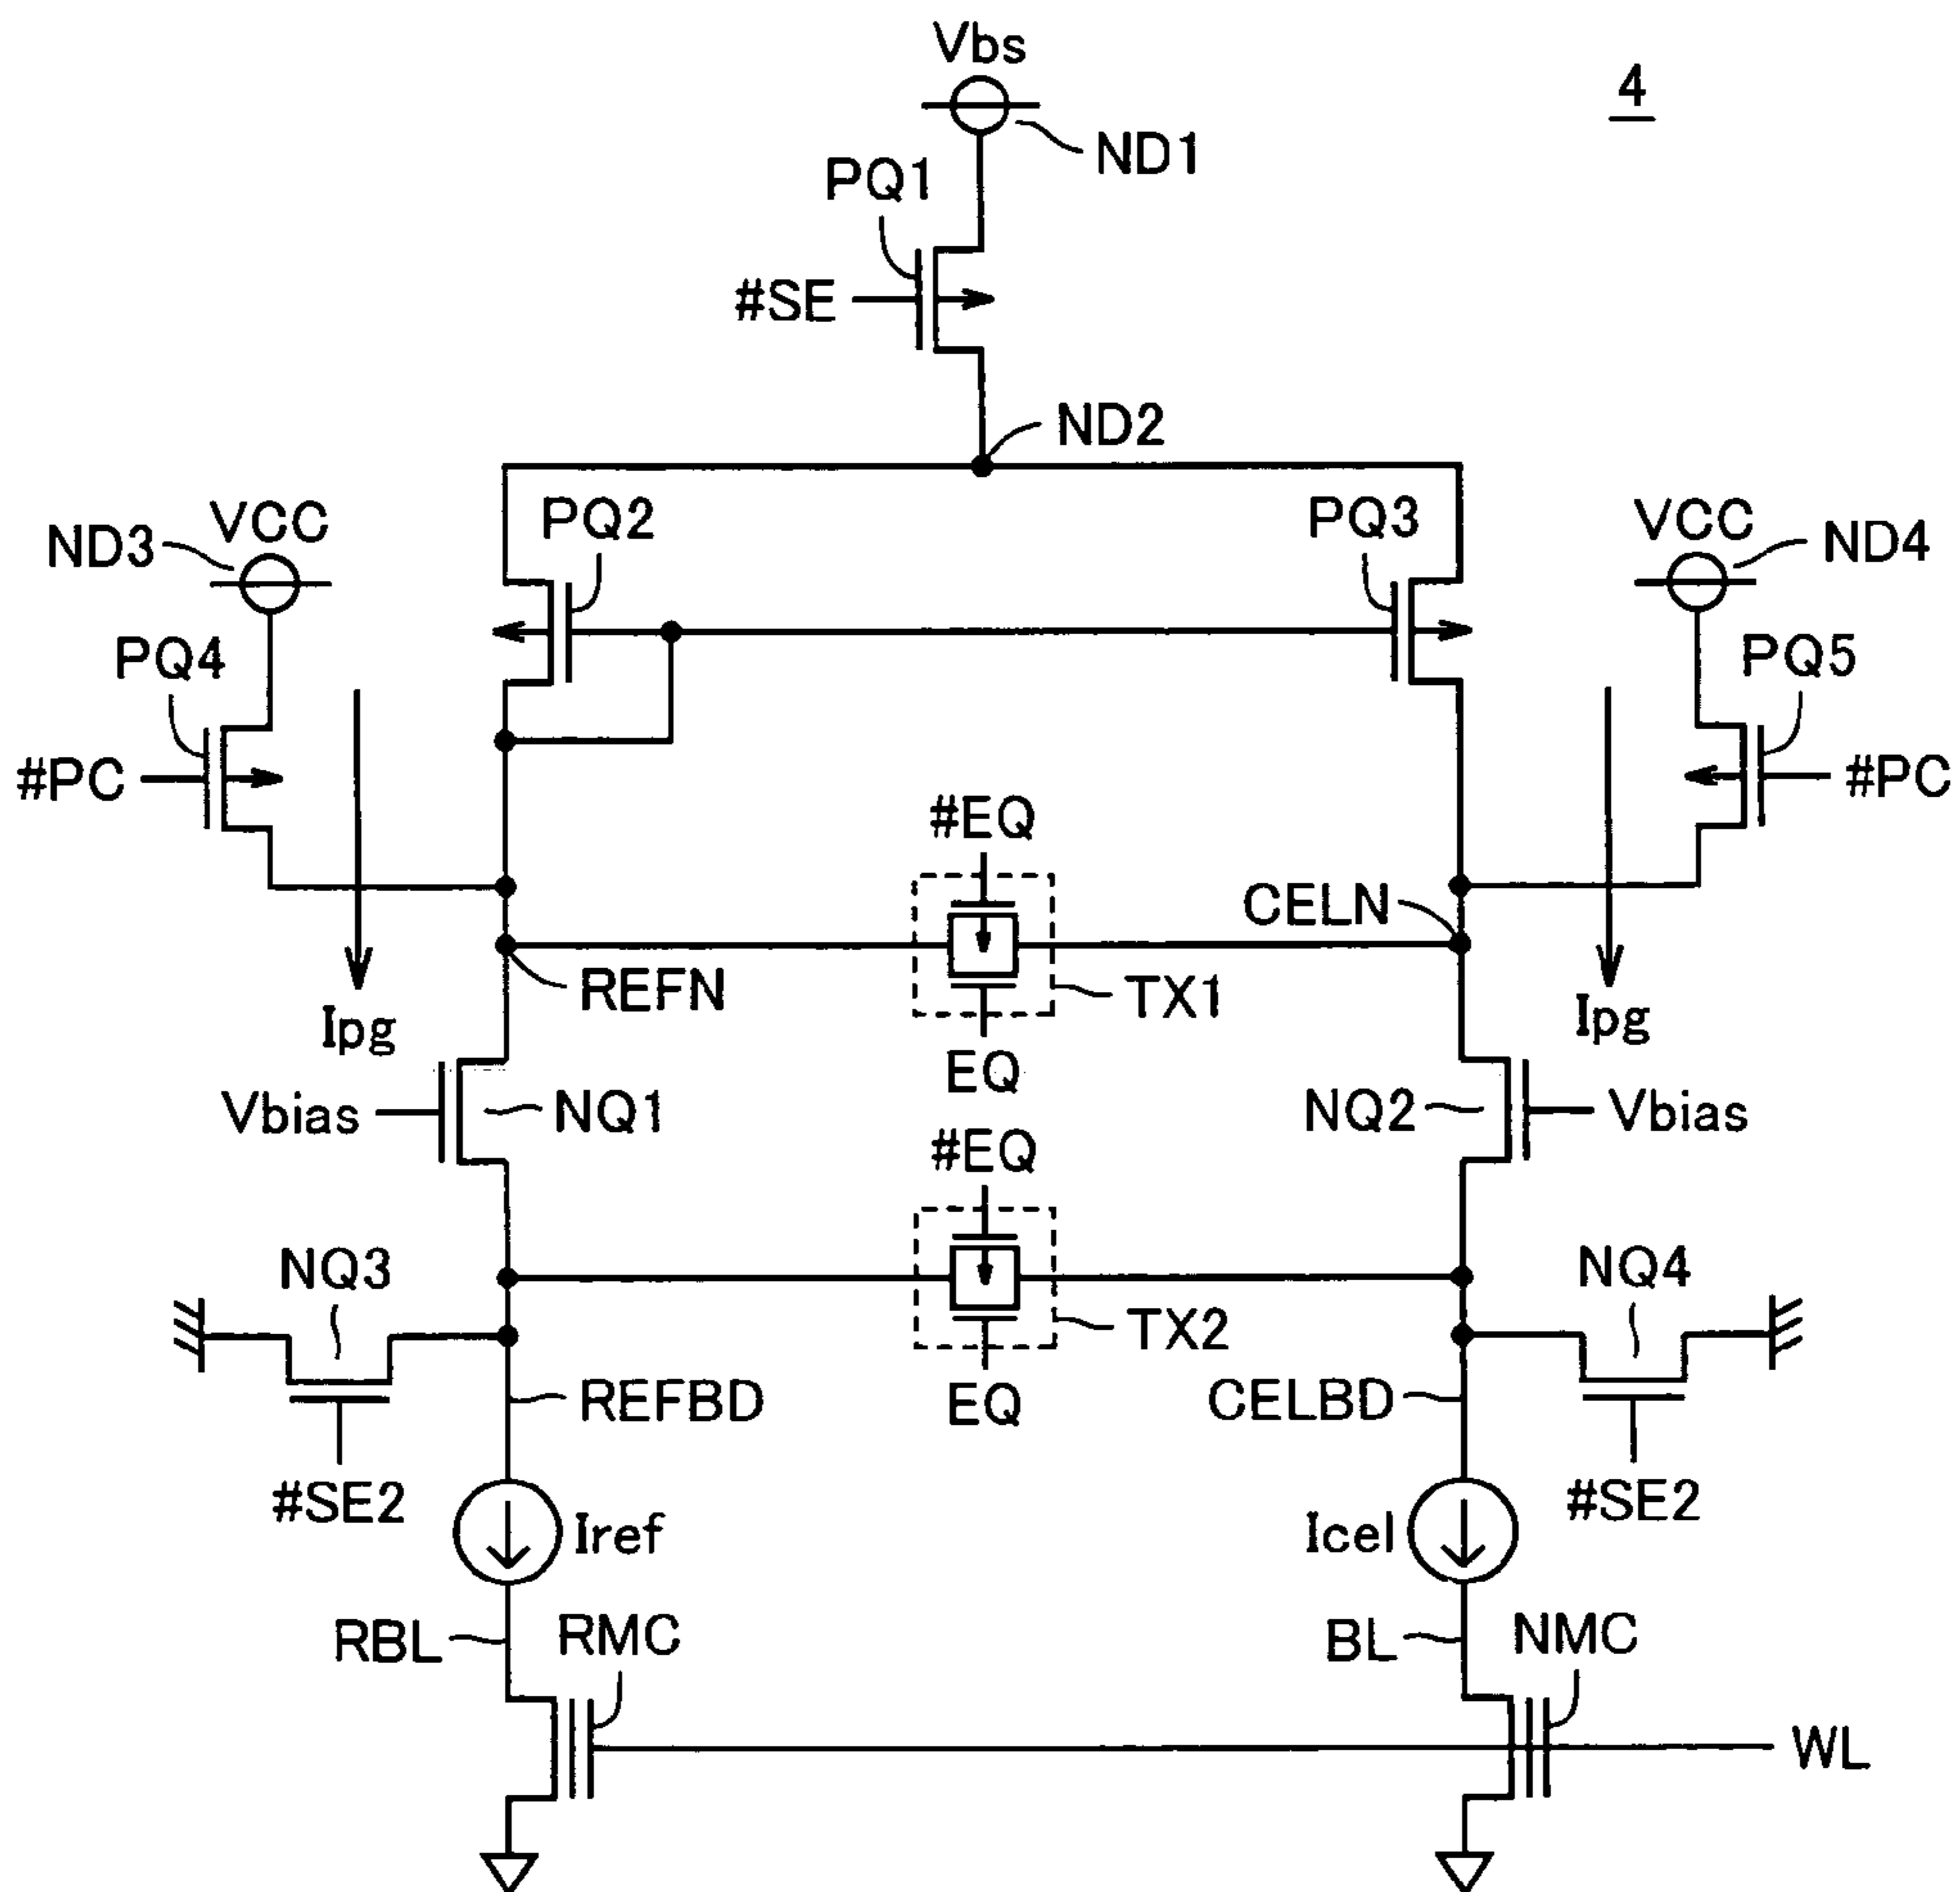 Vbs
4
ND1
PQ1
#SE
ND2
VCC
PQ2
PQ3
VCC
ND3
ND4
PQ4
PQ5
#PC
#PC
#EQ
CELN
REFN
TX1
Ipg
Ipg
EQ
Vbias
NQ1
NQ2
Vbias
#EQ
NQ3
NQ4
TX2
REFBD
EQ
CELBD
#SE2
#SE2
Iref
Icel
RBL
RMC
BL
NMC
WL